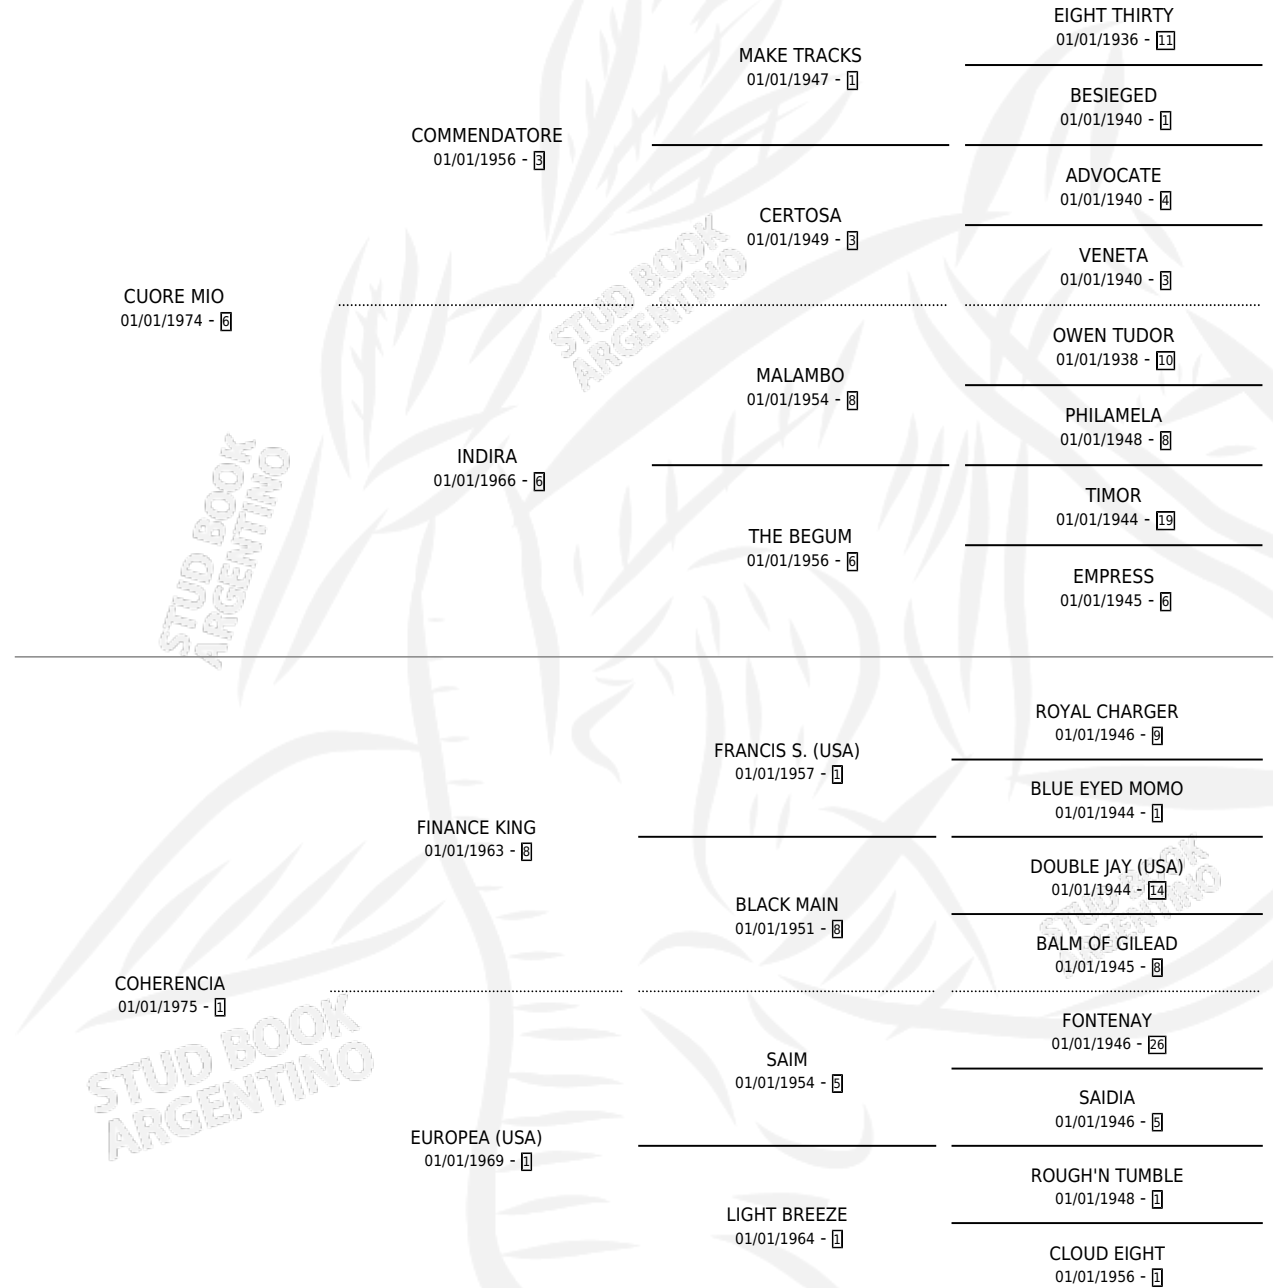 EIGHT THIRTY
01/01/1936 - 11
MAKE TRACKS
01/01/1947 - 1
BESIEGED
01/01/1940 - 1
COMMENDATORE
01/01/1956 - 3
ADVOCATE
01/01/1940 - 4
CERTOSA
01/01/1949 - 3
VENETA
01/01/1940 - 3
CUORE MIO
01/01/1974 - 6
OWEN TUDOR
01/01/1938 - 10
MALAMBO
01/01/1954 - 8
PHILAMELA
01/01/1948 - 8
INDIRA
01/01/1966 - 6
TIMOR
01/01/1944 - 19
THE BEGUM
01/01/1956 - 6
EMPRESS
01/01/1945 - 6
STUD BOOK
ARGENTINO
STUD BOOK
ARGENTINO
ROYAL CHARGER
01/01/1946 - 9
FRANCIS S. (USA)
01/01/1957 - 1
BLUE EYED MOMO
01/01/1944 - 1
FINANCE KING
01/01/1963 - 8
DOUBLE JAY (USA)
01/01/1944 - 14
BLACK MAIN
01/01/1951 - 8
BALM OF GILEAD
01/01/1945 - 8
COHERENCIA
01/01/1975 - 1
FONTENAY
01/01/1946 - 26
SAIM
01/01/1954 - 5
SAIDIA
01/01/1946 - 5
EUROPEA (USA)
01/01/1969 - 1
ROUGH'N TUMBLE
01/01/1948 - 1
LIGHT BREEZE
01/01/1964 - 1
CLOUD EIGHT
01/01/1956 - 1
STUD BOOK
ARGENTINO
STUD BOOK
ARGENTINO